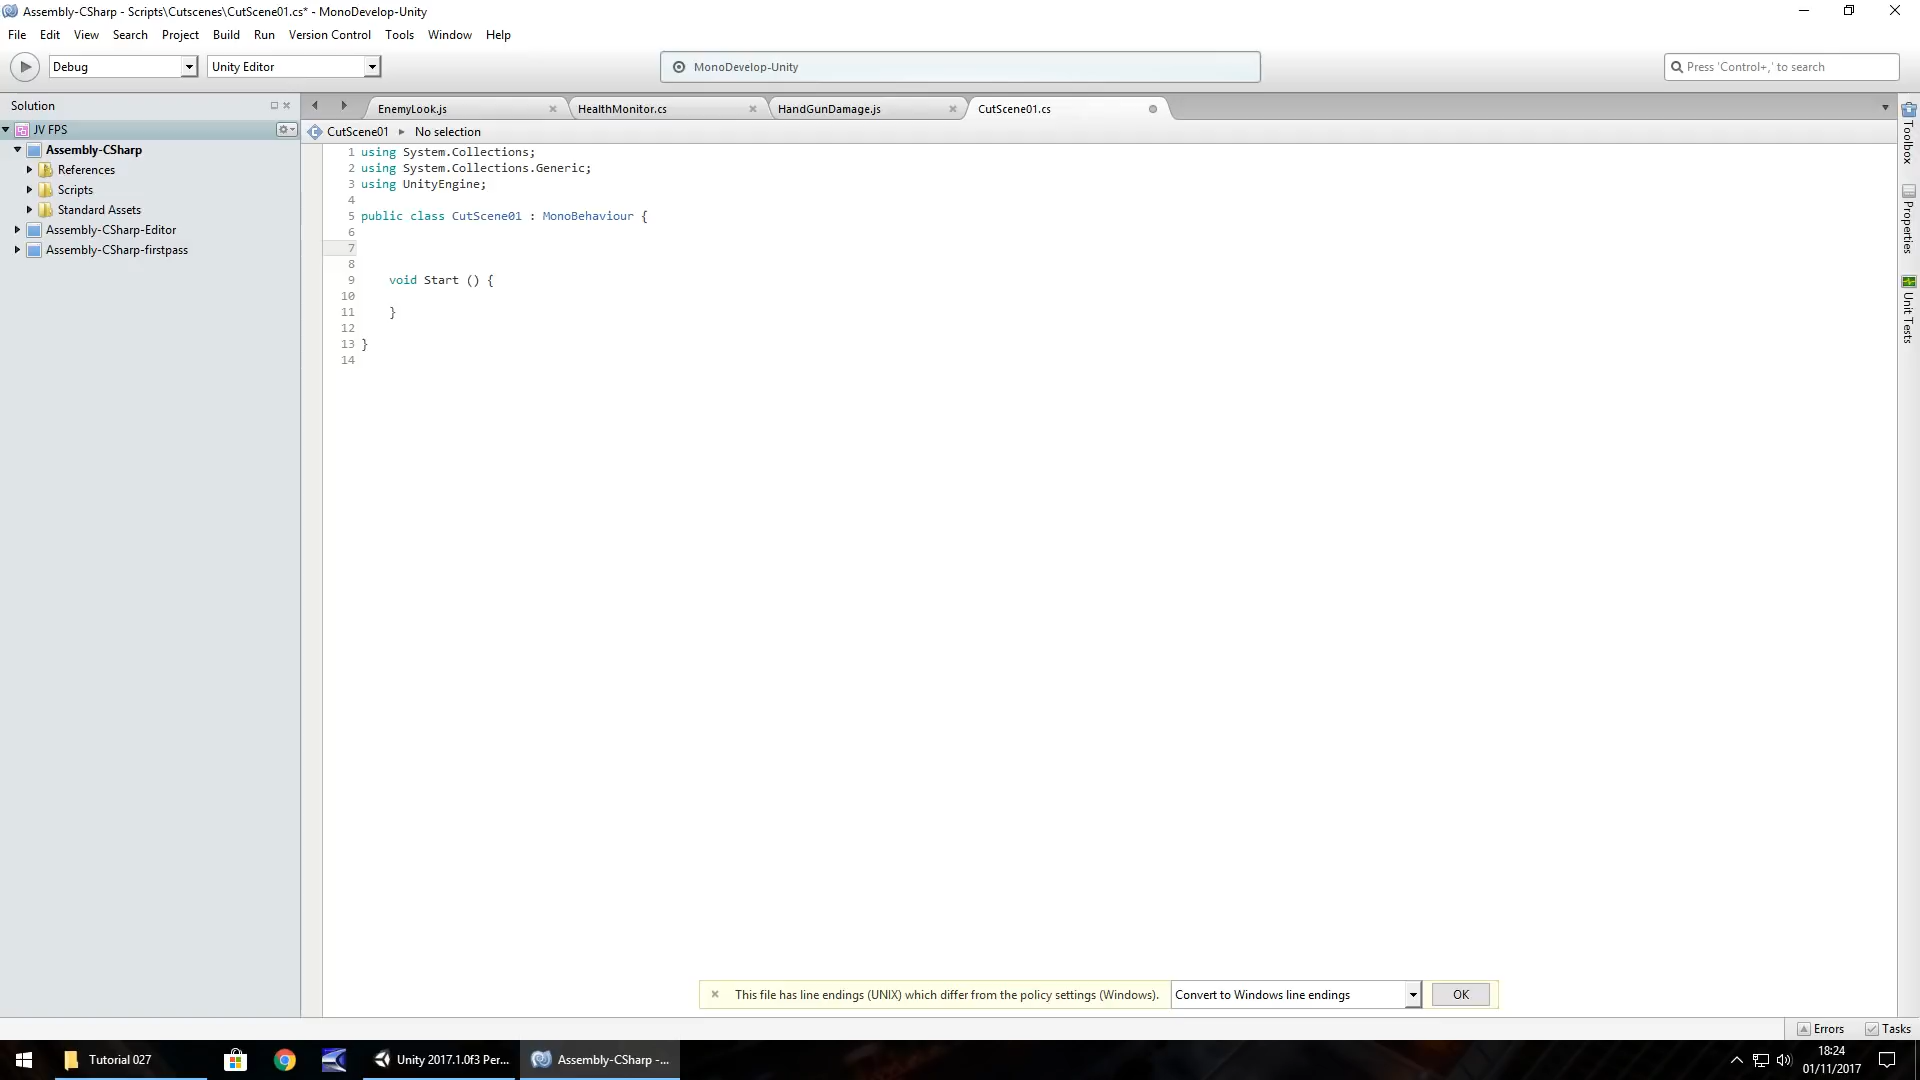 Assembly-CSharp - Scripts\Cutscenes\CutScene01.cs* - MonoDevelop-Unity
File Edit View Search Project Build Run Version Control Tools Window Help
Debug Unity Editor MonoDevelop-Unity Press 'Control+,' to search
Solution
EnemyLook.js HealthMonitor.cs HandGunDamage.js CutScene01.cs
JV FPS
CutScene01 No selection
Assembly-CSharp
References
Scripts
Standard Assets
Assembly-CSharp-Editor
Assembly-CSharp-firstpass
1 using System.Collections;
2 using System.Collections.Generic;
3 using UnityEngine;
4
5 public class CutScene01 : MonoBehaviour {
6
7
8
9 void Start () {
10
11 }
12
13 }
14
Toolbox
Properties
Unit Tests
This file has line endings (UNIX) which differ from the policy settings (Windows). Convert to Windows line endings OK
Errors Tasks
Tutorial 027 Unity 2017.1.0f3 Per... Assembly-CSharp -...
18:24
01/11/2017